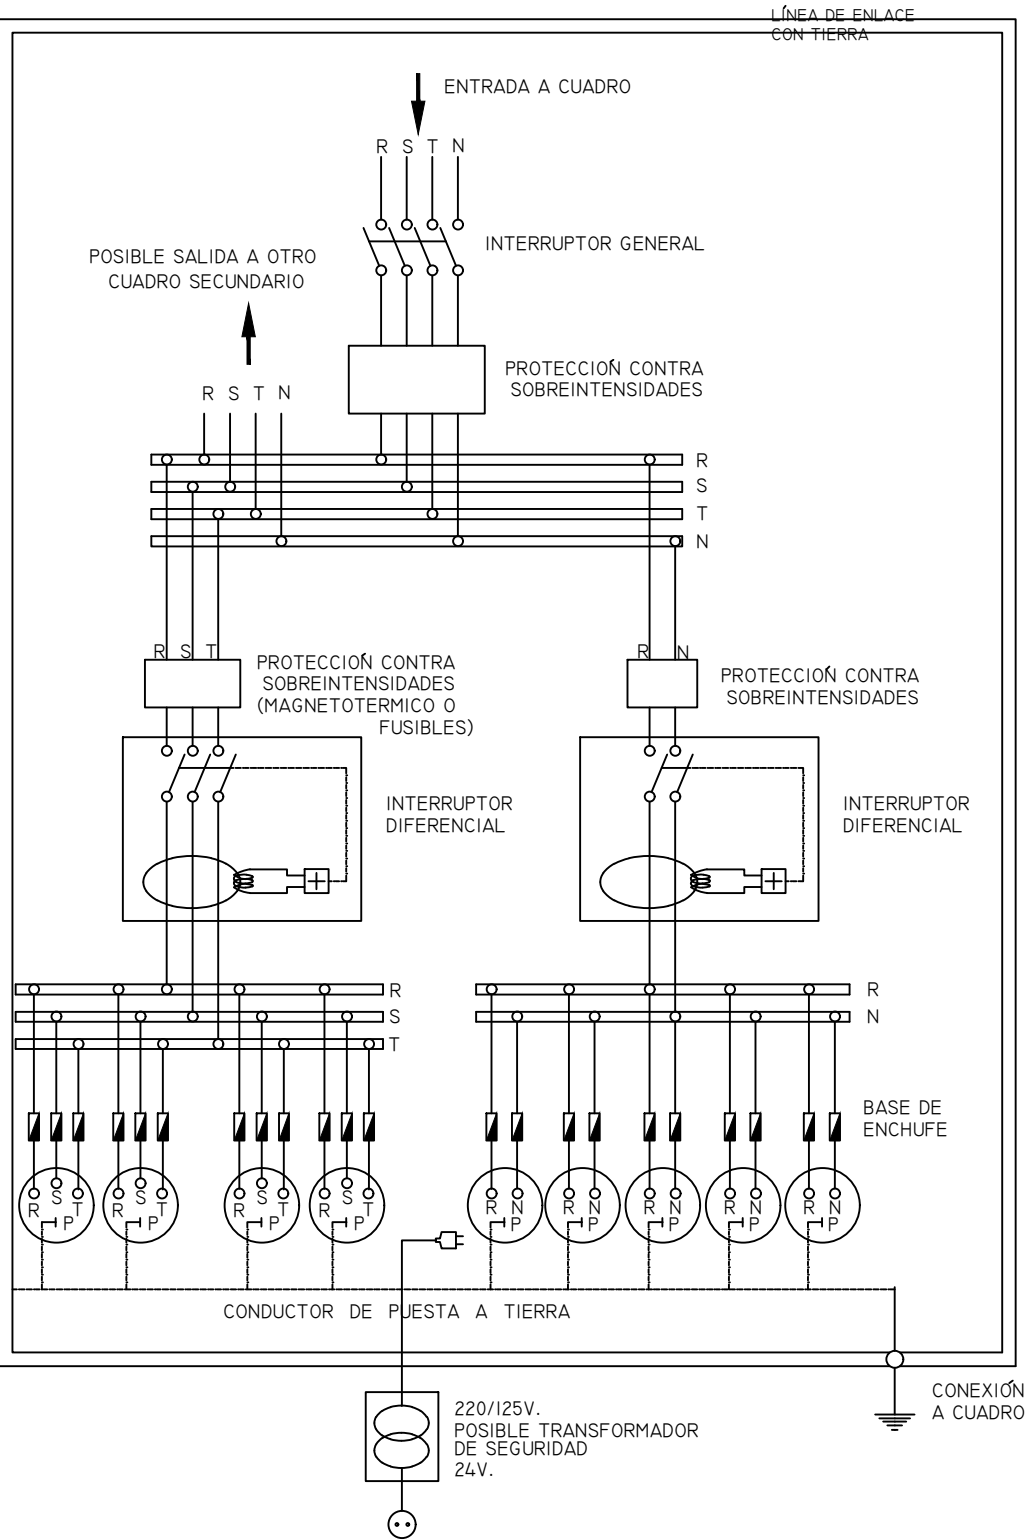 LÍNEA DE ENLACE
CON TIERRA
ENTRADA A CUADRO
R S T N
INTERRUPTOR GENERAL
POSIBLE SALIDA A OTRO
CUADRO SECUNDARIO
PROTECCIÓN CONTRA
SOBREINTENSIDADES
R S T N
R
S
T
N
R S T
PROTECCIÓN CONTRA
SOBREINTENSIDADES
(MAGNETOTERMICO O
FUSIBLES)
R N
PROTECCIÓN CONTRA
SOBREINTENSIDADES
INTERRUPTOR
DIFERENCIAL
INTERRUPTOR
DIFERENCIAL
R
S
T
R
N
BASE DE
ENCHUFE
R S T
P
R S T
P
R S T
P
R S T
P
R N
P
R N
P
R N
P
R N
P
R N
P
CONDUCTOR DE PUESTA A TIERRA
CONEXIÓN
A CUADRO
220/125V.
POSIBLE TRANSFORMADOR
DE SEGURIDAD
24V.